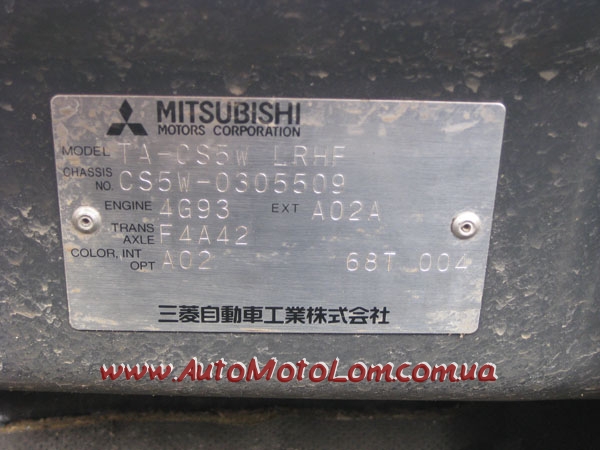 MITSUBISHI
MOTORS CORPORATION
MODEL TA-CS5W LRHF
CHASSIS NO. CS5W-0305509
ENGINE 4G93 EXT A02A
TRANS AXLE F4A42
COLOR, INT OPT A02 68T 004
三菱自動車工業株式会社
www.AutoMotoLom.com.ua